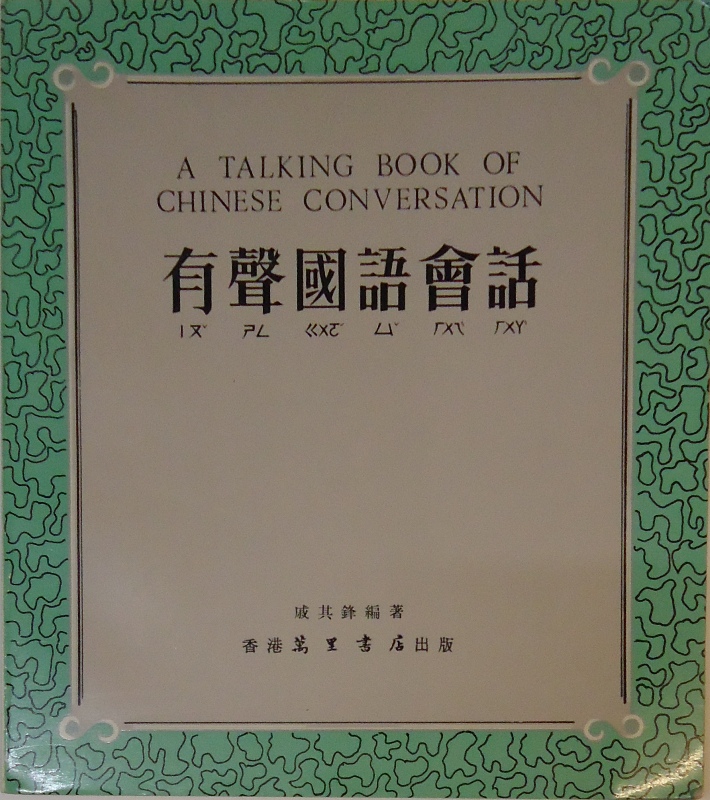 A TALKING BOOK OF
CHINESE CONVERSATION
有聲國語會話
ㄧㄡˇ ㄕㄥ ㄍㄨㄛˊ ㄩˇ ㄏㄨㄟˋ ㄏㄨㄚˋ
戚其鋒編著
香港萬里書店出版